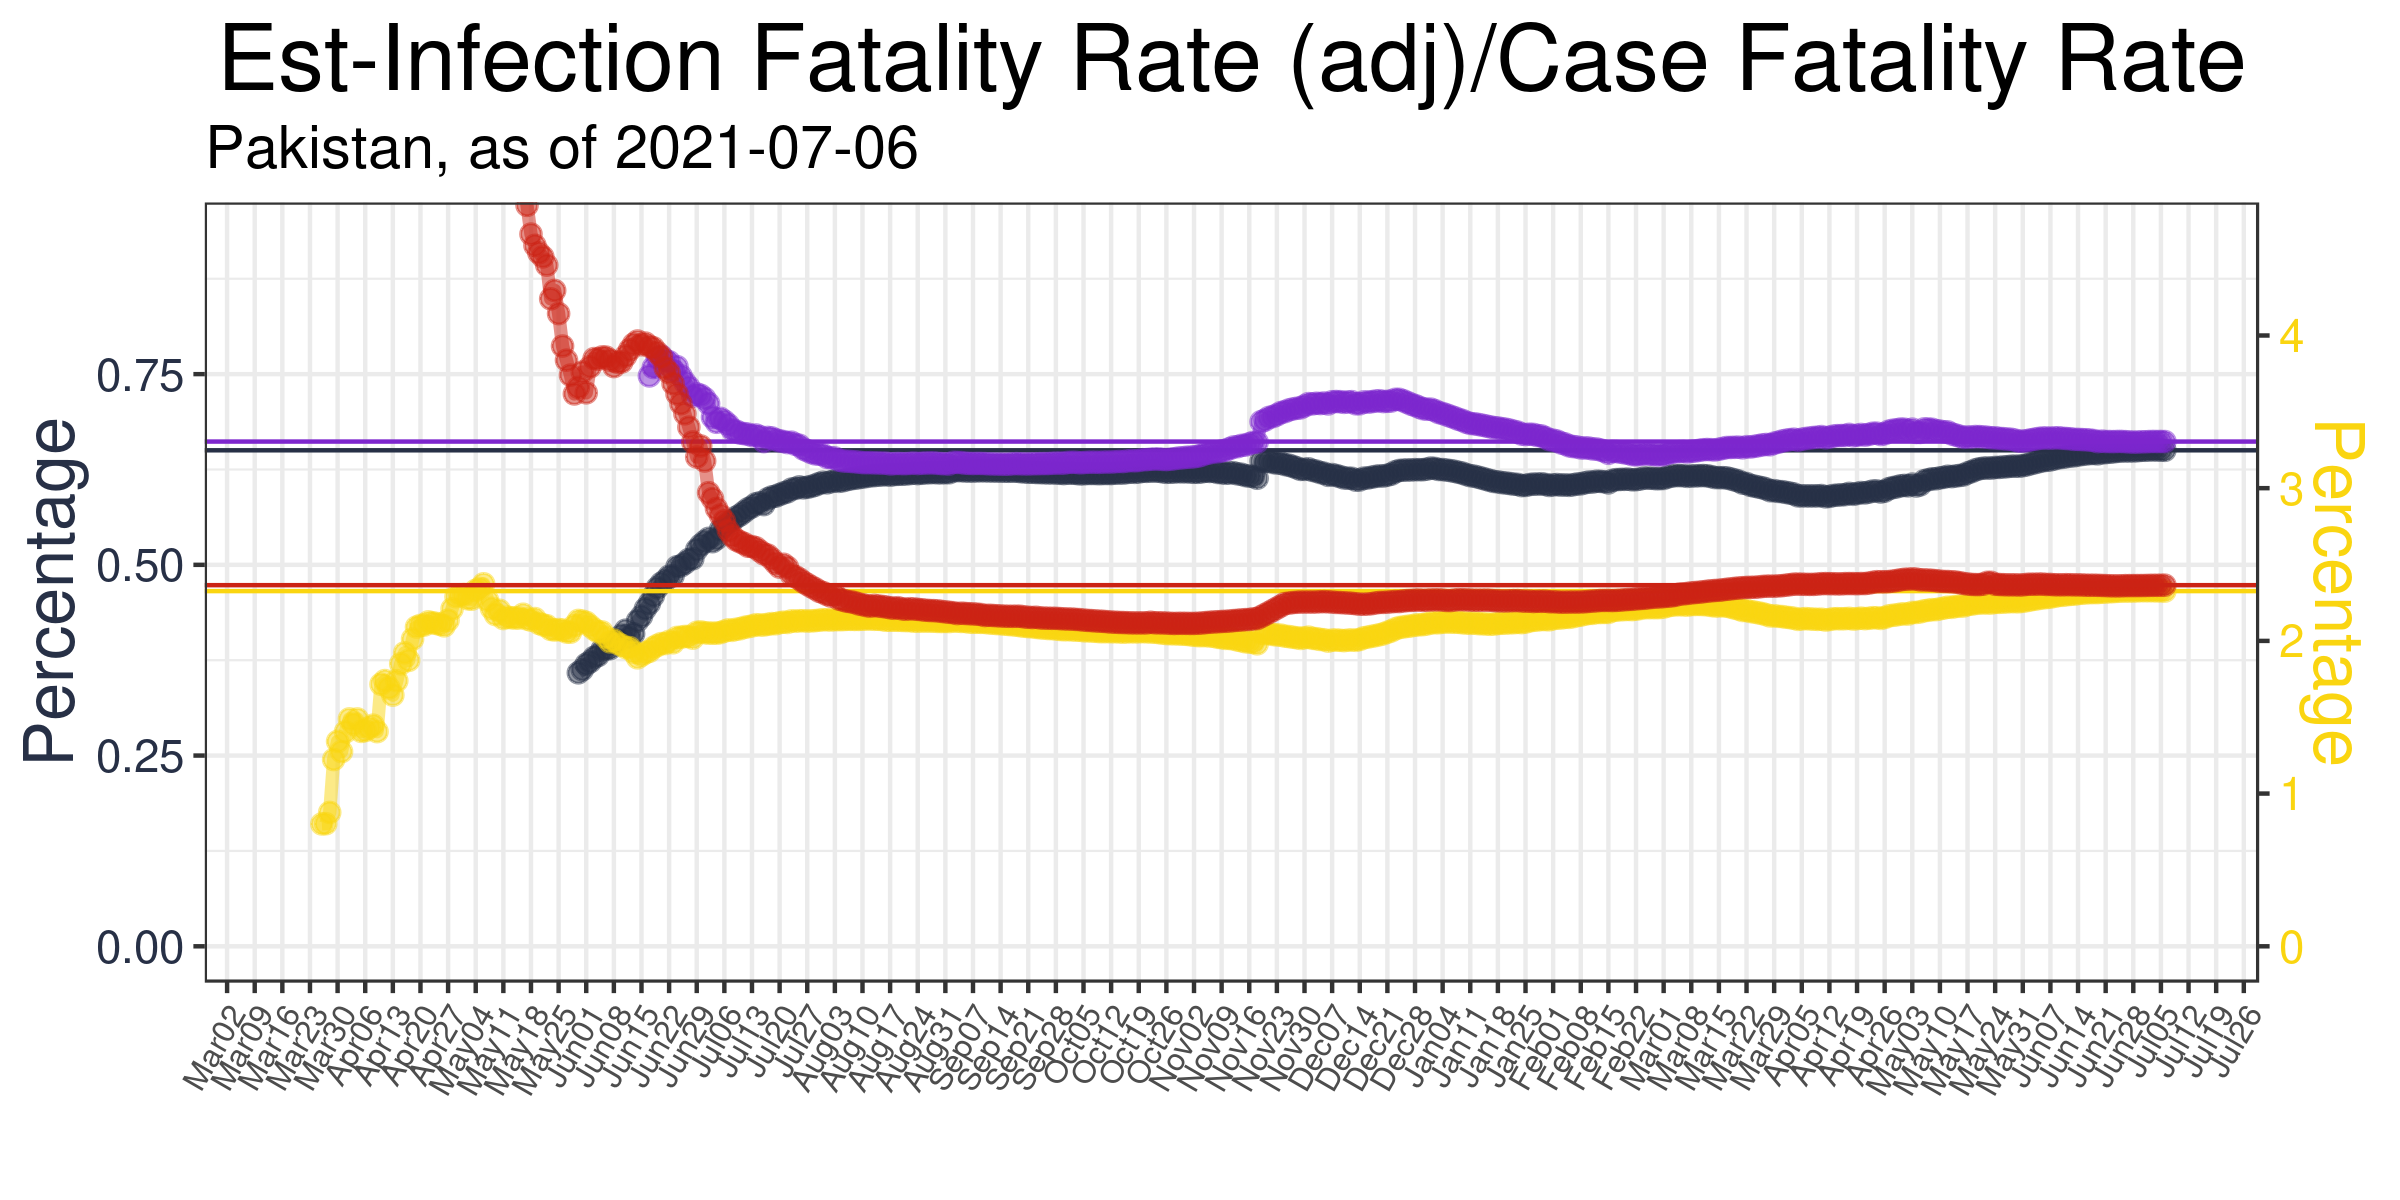 Est-Infection Fatality Rate (adj)/Case Fatality Rate
Pakistan, as of 2021-07-06
Percentage
0.75
0.50
0.25
0.00
4
3
2
1
0
Percentage
Mar02
Mar09
Mar16
Mar23
Mar30
Apr06
Apr13
Apr20
Apr27
May04
May11
May18
May25
Jun01
Jun08
Jun15
Jun22
Jun29
Jul06
Jul13
Jul20
Jul27
Aug03
Aug10
Aug17
Aug24
Aug31
Sep07
Sep14
Sep21
Sep28
Oct05
Oct12
Oct19
Oct26
Nov02
Nov09
Nov16
Nov23
Nov30
Dec07
Dec14
Dec21
Dec28
Jan04
Jan11
Jan18
Jan25
Feb01
Feb08
Feb15
Feb22
Mar01
Mar08
Mar15
Mar22
Mar29
Apr05
Apr12
Apr19
Apr26
May03
May10
May17
May24
May31
Jun07
Jun14
Jun21
Jun28
Jul05
Jul12
Jul19
Jul26